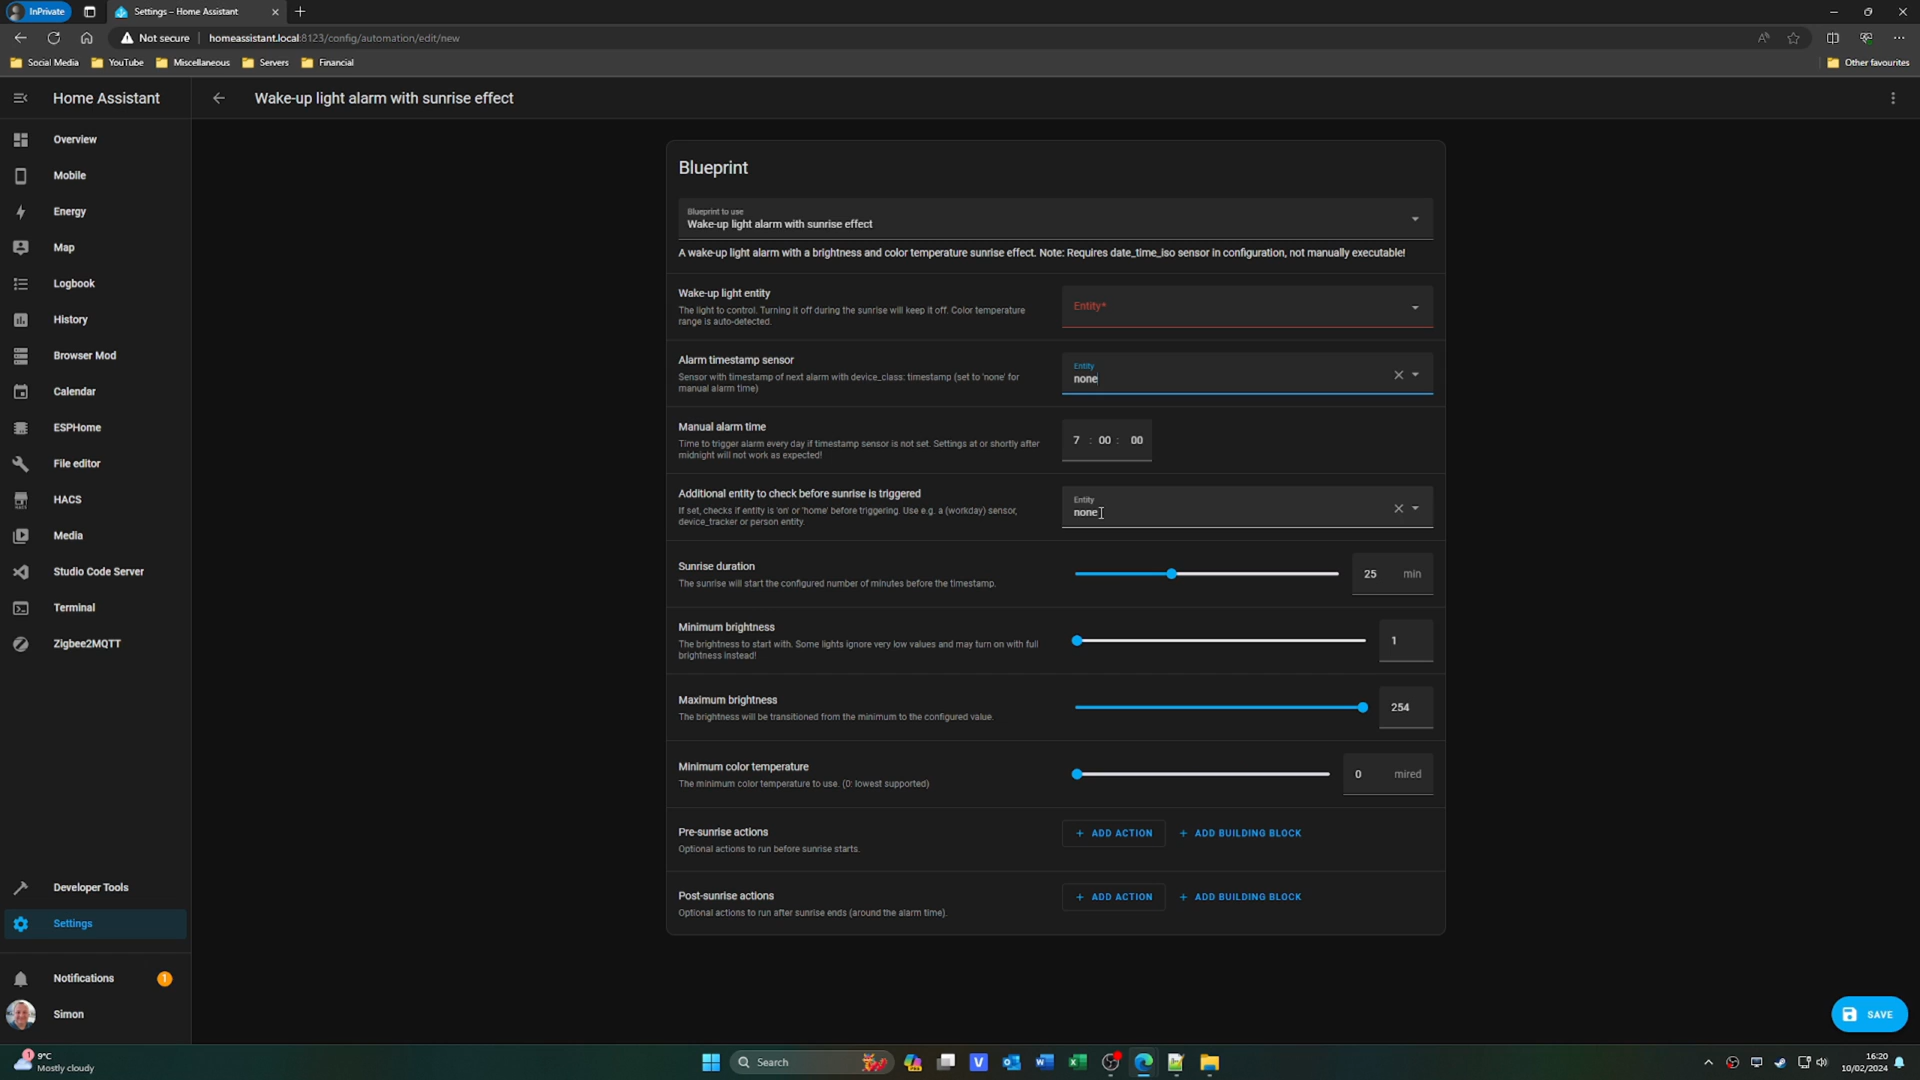 InPrivate
Settings – Home Assistant
Not secure
homeassistant.local:8123/config/automation/edit/new
Social Media
YouTube
Miscellaneous
Servers
Financial
Other favourites
Home Assistant
Wake-up light alarm with sunrise effect
Overview
Mobile
Energy
Map
Logbook
History
Browser Mod
Calendar
ESPHome
File editor
HACS
Media
Studio Code Server
Terminal
Zigbee2MQTT
Developer Tools
Settings
Notifications
1
Simon
Blueprint
Blueprint to use
Wake-up light alarm with sunrise effect
A wake-up light alarm with a brightness and color temperature sunrise effect. Note: Requires date_time_iso sensor in configuration, not manually executable!
Wake-up light entity
The light to control. Turning it off during the sunrise will keep it off. Color temperature
range is auto-detected.
Entity*
Alarm timestamp sensor
Sensor with timestamp of next alarm with device_class: timestamp (set to 'none' for
manual alarm time)
Entity
none
Manual alarm time
Time to trigger alarm every day if timestamp sensor is not set. Settings at or shortly after
midnight will not work as expected!
7 : 00 : 00
Additional entity to check before sunrise is triggered
If set, checks if entity is 'on' or 'home' before triggering. Use e.g. a (workday) sensor,
device_tracker or person entity.
Entity
none
Sunrise duration
The sunrise will start the configured number of minutes before the timestamp.
25 min
Minimum brightness
The brightness to start with. Some lights ignore very low values and may turn on with full
brightness instead!
1
Maximum brightness
The brightness will be transitioned from the minimum to the configured value.
254
Minimum color temperature
The minimum color temperature to use. (0: lowest supported)
0 mired
Pre-sunrise actions
Optional actions to run before sunrise starts.
+ ADD ACTION
+ ADD BUILDING BLOCK
Post-sunrise actions
Optional actions to run after sunrise ends (around the alarm time).
+ ADD ACTION
+ ADD BUILDING BLOCK
SAVE
1
9°C
Mostly cloudy
Search
16:20
10/02/2024